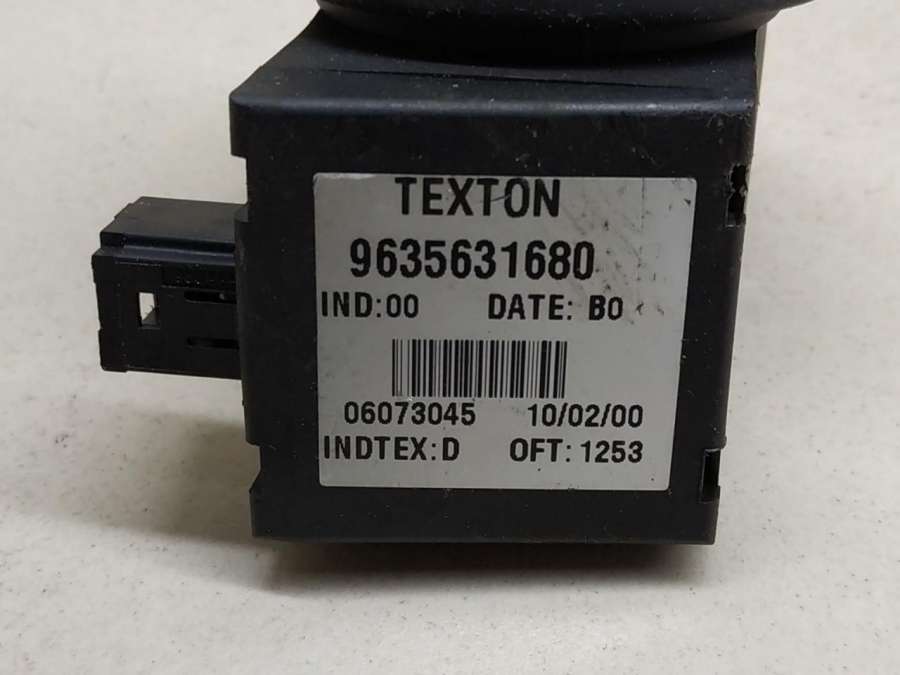 TEXTON
9635631680
IND:00 DATE: B0
06073045 10/02/00
INDTEX:D OFT: 1253